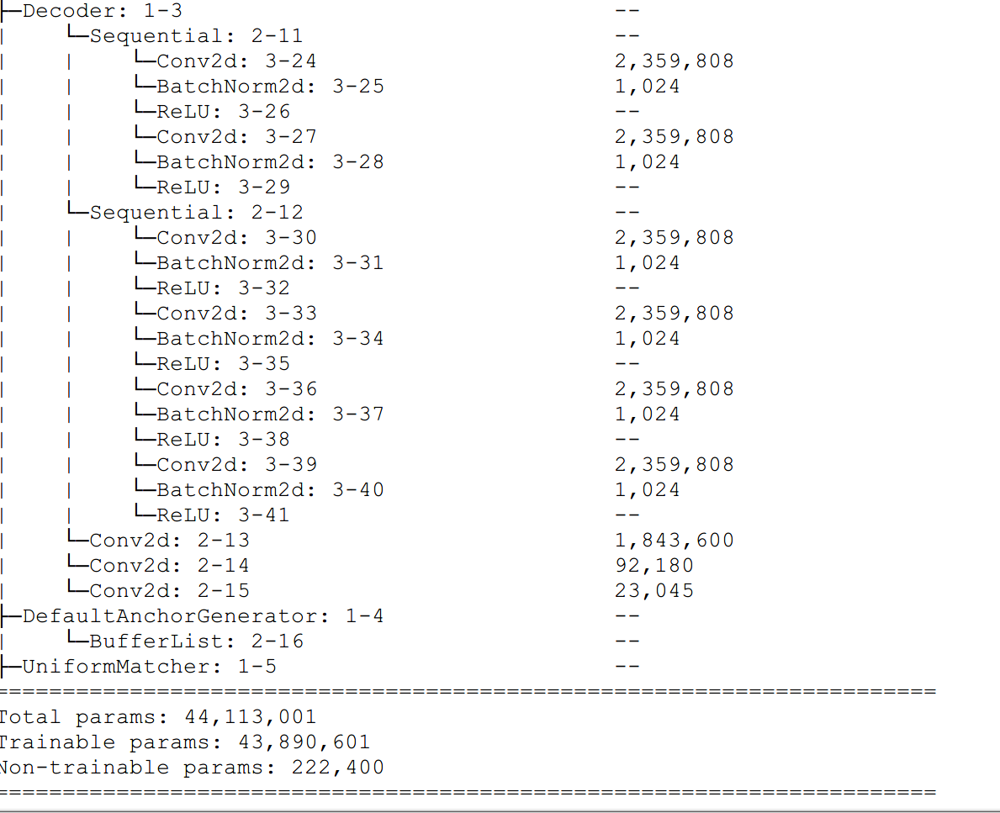 ├─Decoder: 1-3                                --
|    └─Sequential: 2-11                       --
|    |    └─Conv2d: 3-24                      2,359,808
|    |    └─BatchNorm2d: 3-25                 1,024
|    |    └─ReLU: 3-26                        --
|    |    └─Conv2d: 3-27                      2,359,808
|    |    └─BatchNorm2d: 3-28                 1,024
|    |    └─ReLU: 3-29                        --
|    └─Sequential: 2-12                       --
|    |    └─Conv2d: 3-30                      2,359,808
|    |    └─BatchNorm2d: 3-31                 1,024
|    |    └─ReLU: 3-32                        --
|    |    └─Conv2d: 3-33                      2,359,808
|    |    └─BatchNorm2d: 3-34                 1,024
|    |    └─ReLU: 3-35                        --
|    |    └─Conv2d: 3-36                      2,359,808
|    |    └─BatchNorm2d: 3-37                 1,024
|    |    └─ReLU: 3-38                        --
|    |    └─Conv2d: 3-39                      2,359,808
|    |    └─BatchNorm2d: 3-40                 1,024
|    |    └─ReLU: 3-41                        --
|    └─Conv2d: 2-13                           1,843,600
|    └─Conv2d: 2-14                           92,180
|    └─Conv2d: 2-15                           23,045
├─DefaultAnchorGenerator: 1-4                 --
|    └─BufferList: 2-16                       --
├─UniformMatcher: 1-5                         --
======================================================================
Total params: 44,113,001
Trainable params: 43,890,601
Non-trainable params: 222,400
======================================================================